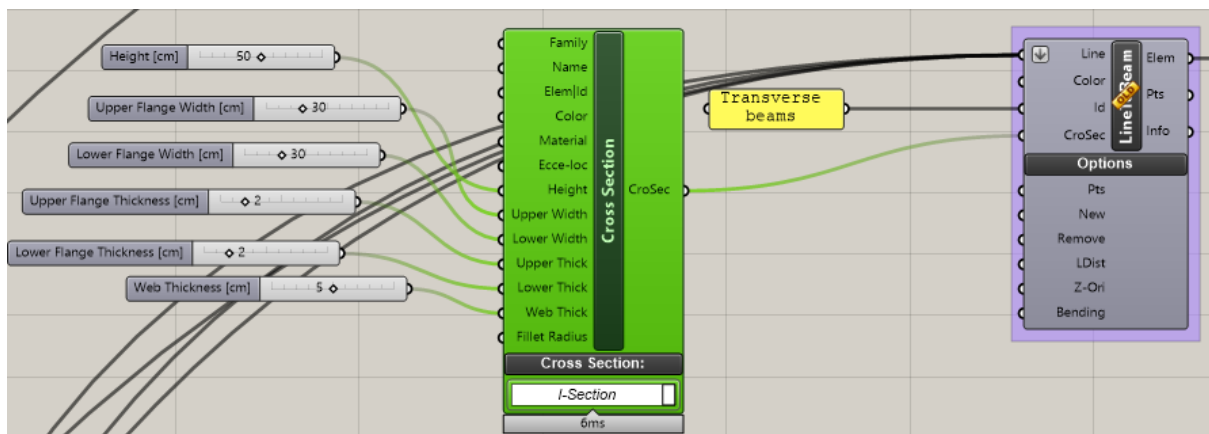 Height [cm]
50
Upper Flange Width [cm]
30
Lower Flange Width [cm]
30
Upper Flange Thickness [cm]
2
Lower Flange Thickness [cm]
2
Web Thickness [cm]
5
Family
Name
Elem|Id
Color
Material
Ecce-loc
Height
Upper Width
Lower Width
Upper Thick
Lower Thick
Web Thick
Fillet Radius
Cross Section
CroSec
Cross Section:
I-Section
6ms
Transverse
beams
Line
Color
Id
CroSec
OLD
Elem
Pts
Info
Options
Pts
New
Remove
LDist
Z-Ori
Bending